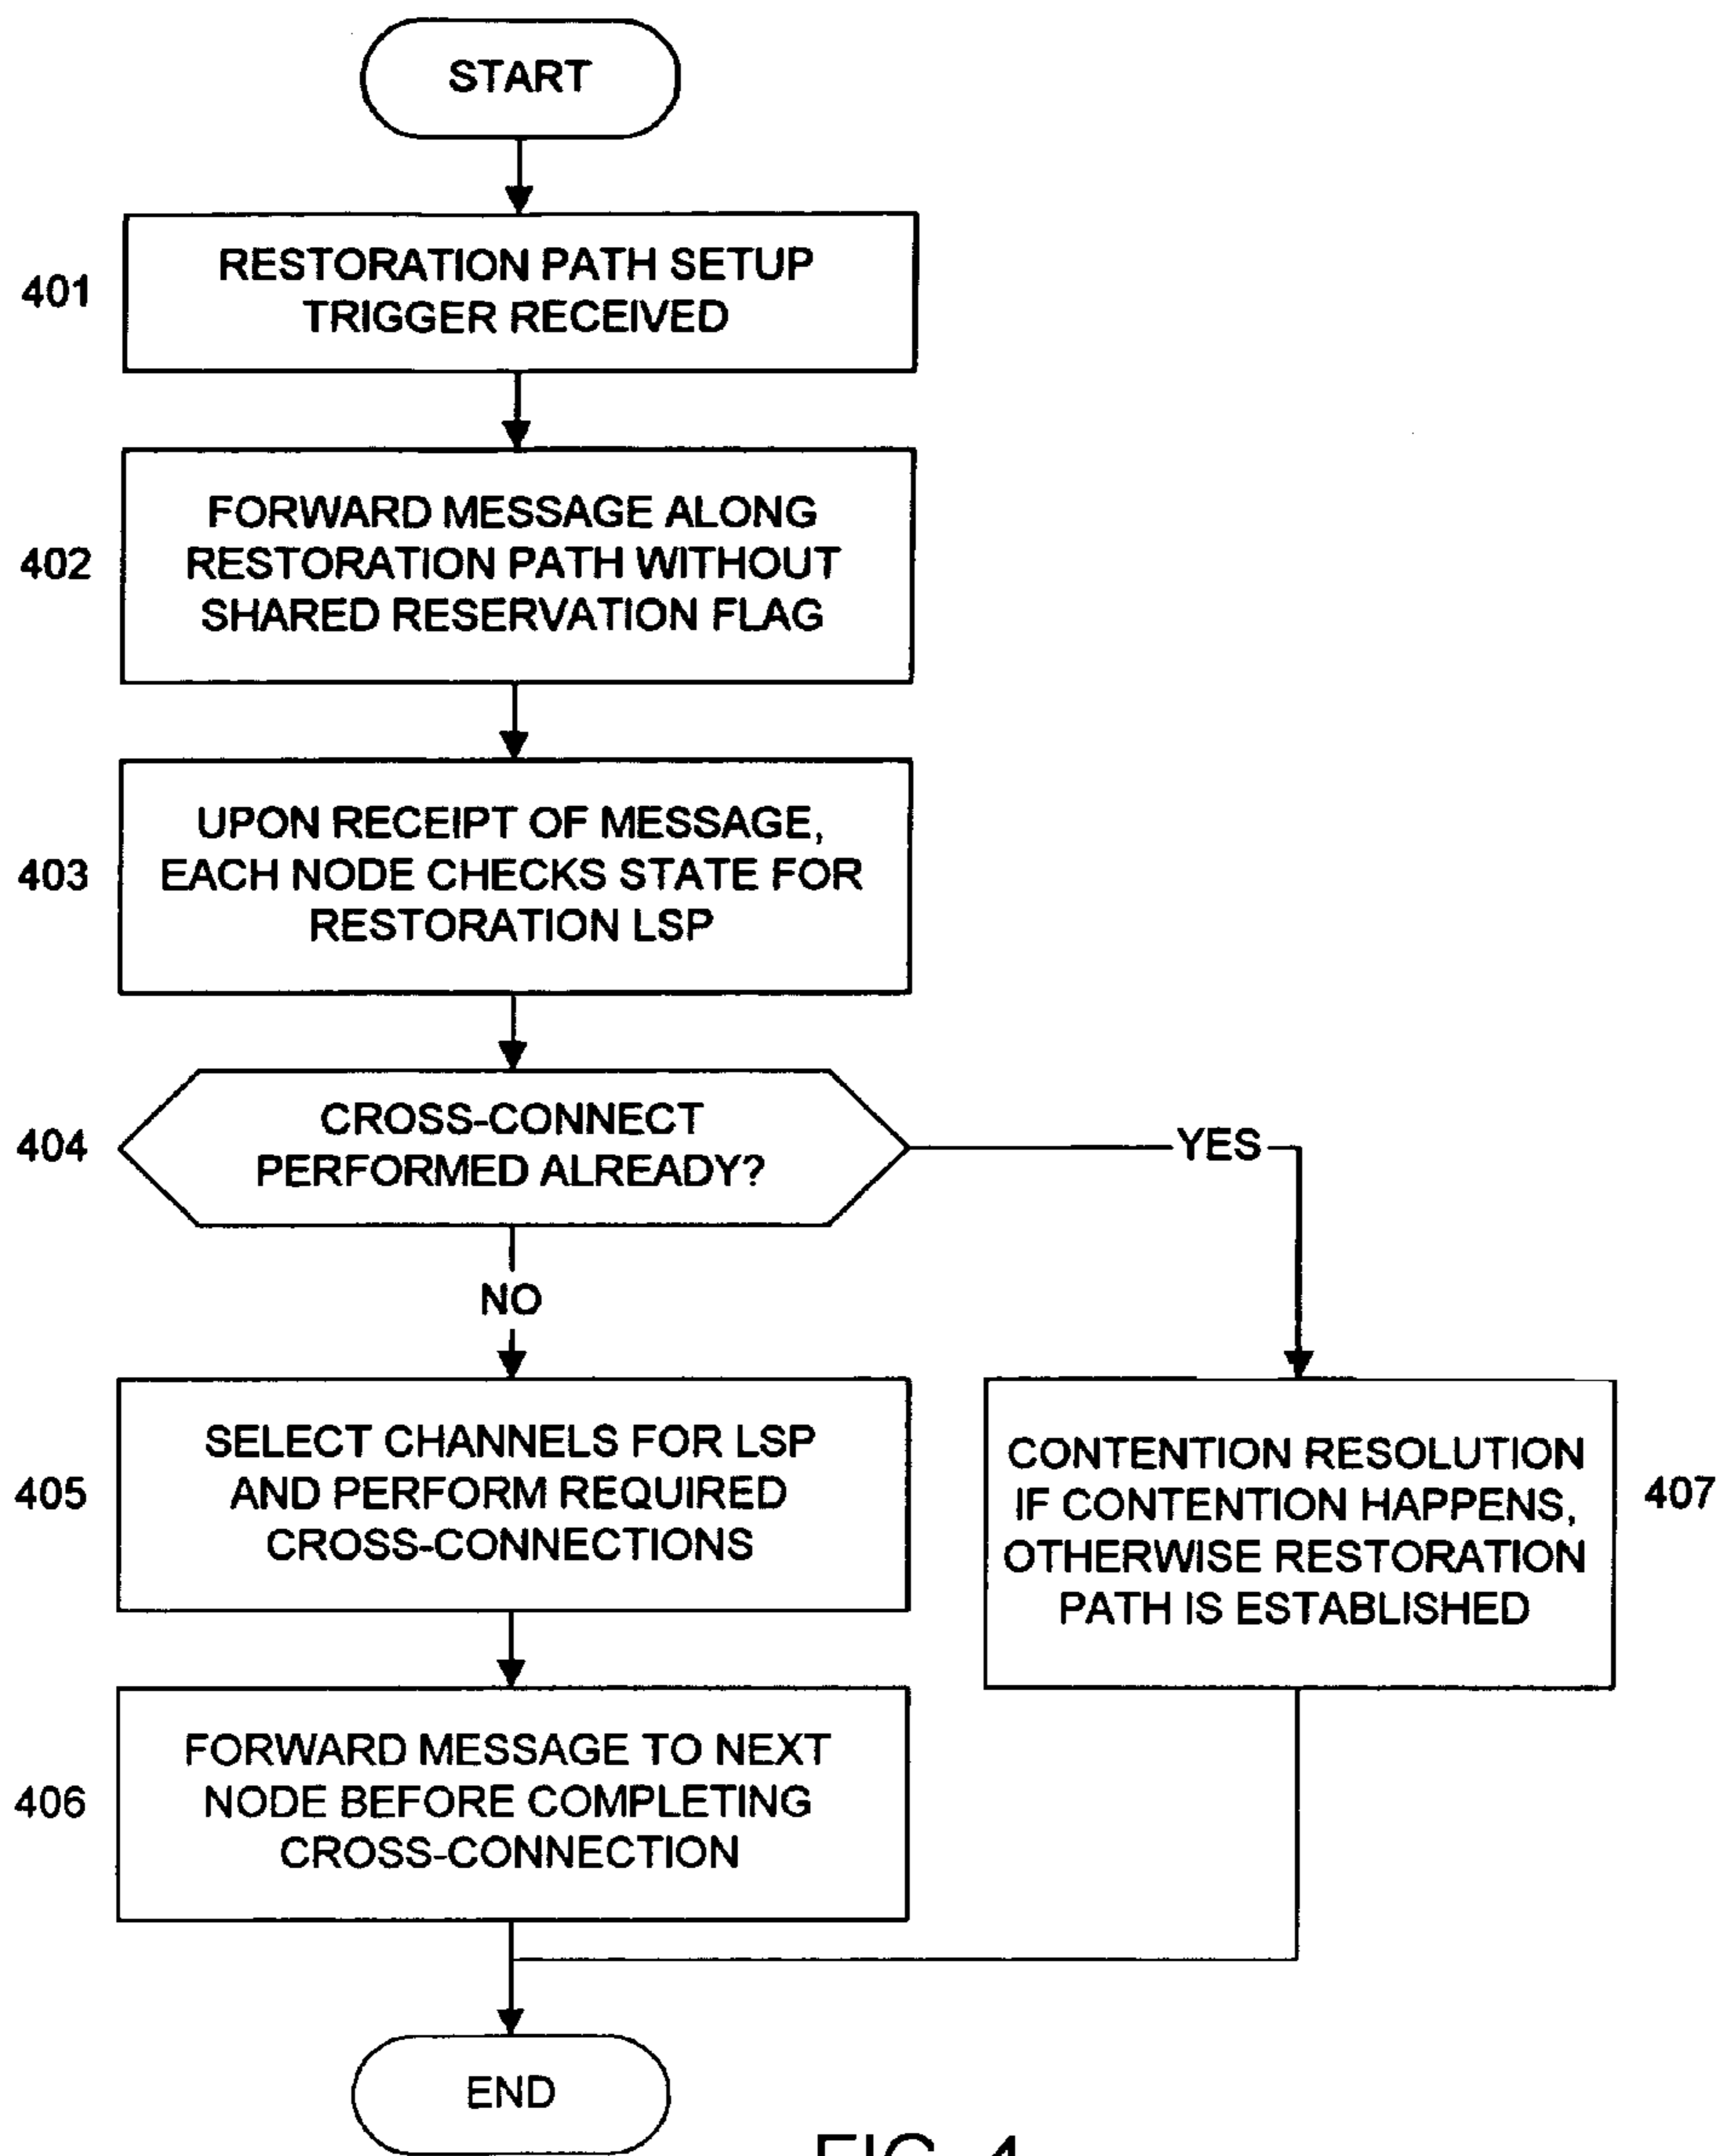 START
401
RESTORATION PATH SETUP
TRIGGER RECEIVED
402
FORWARD MESSAGE ALONG
RESTORATION PATH WITHOUT
SHARED RESERVATION FLAG
403
UPON RECEIPT OF MESSAGE,
EACH NODE CHECKS STATE FOR
RESTORATION LSP
404
CROSS-CONNECT
PERFORMED ALREADY?
YES
NO
405
SELECT CHANNELS FOR LSP
AND PERFORM REQUIRED
CROSS-CONNECTIONS
CONTENTION RESOLUTION
IF CONTENTION HAPPENS,
OTHERWISE RESTORATION
PATH IS ESTABLISHED
407
406
FORWARD MESSAGE TO NEXT
NODE BEFORE COMPLETING
CROSS-CONNECTION
END
FIG. 4